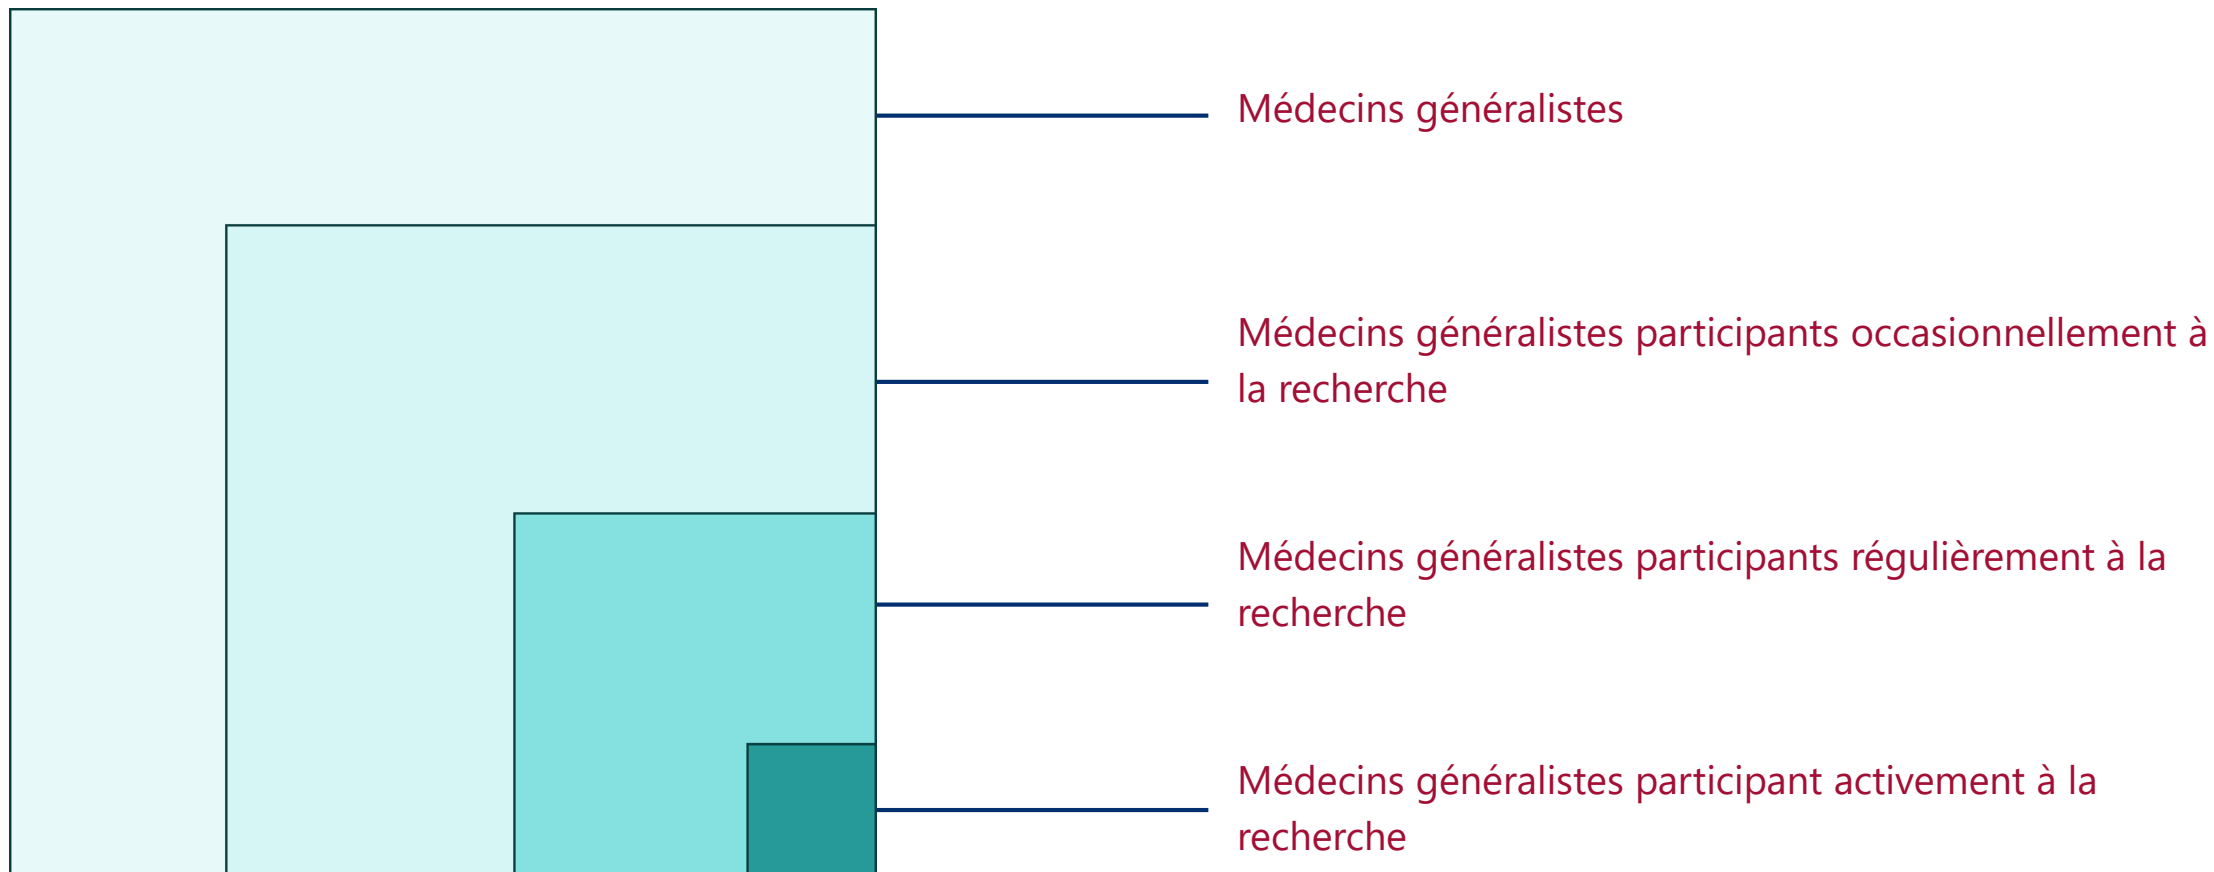 Médecins généralistes
Médecins généralistes participants occasionnellement à
la recherche
Médecins généralistes participants régulièrement à la
recherche
Médecins généralistes participant activement à la
recherche